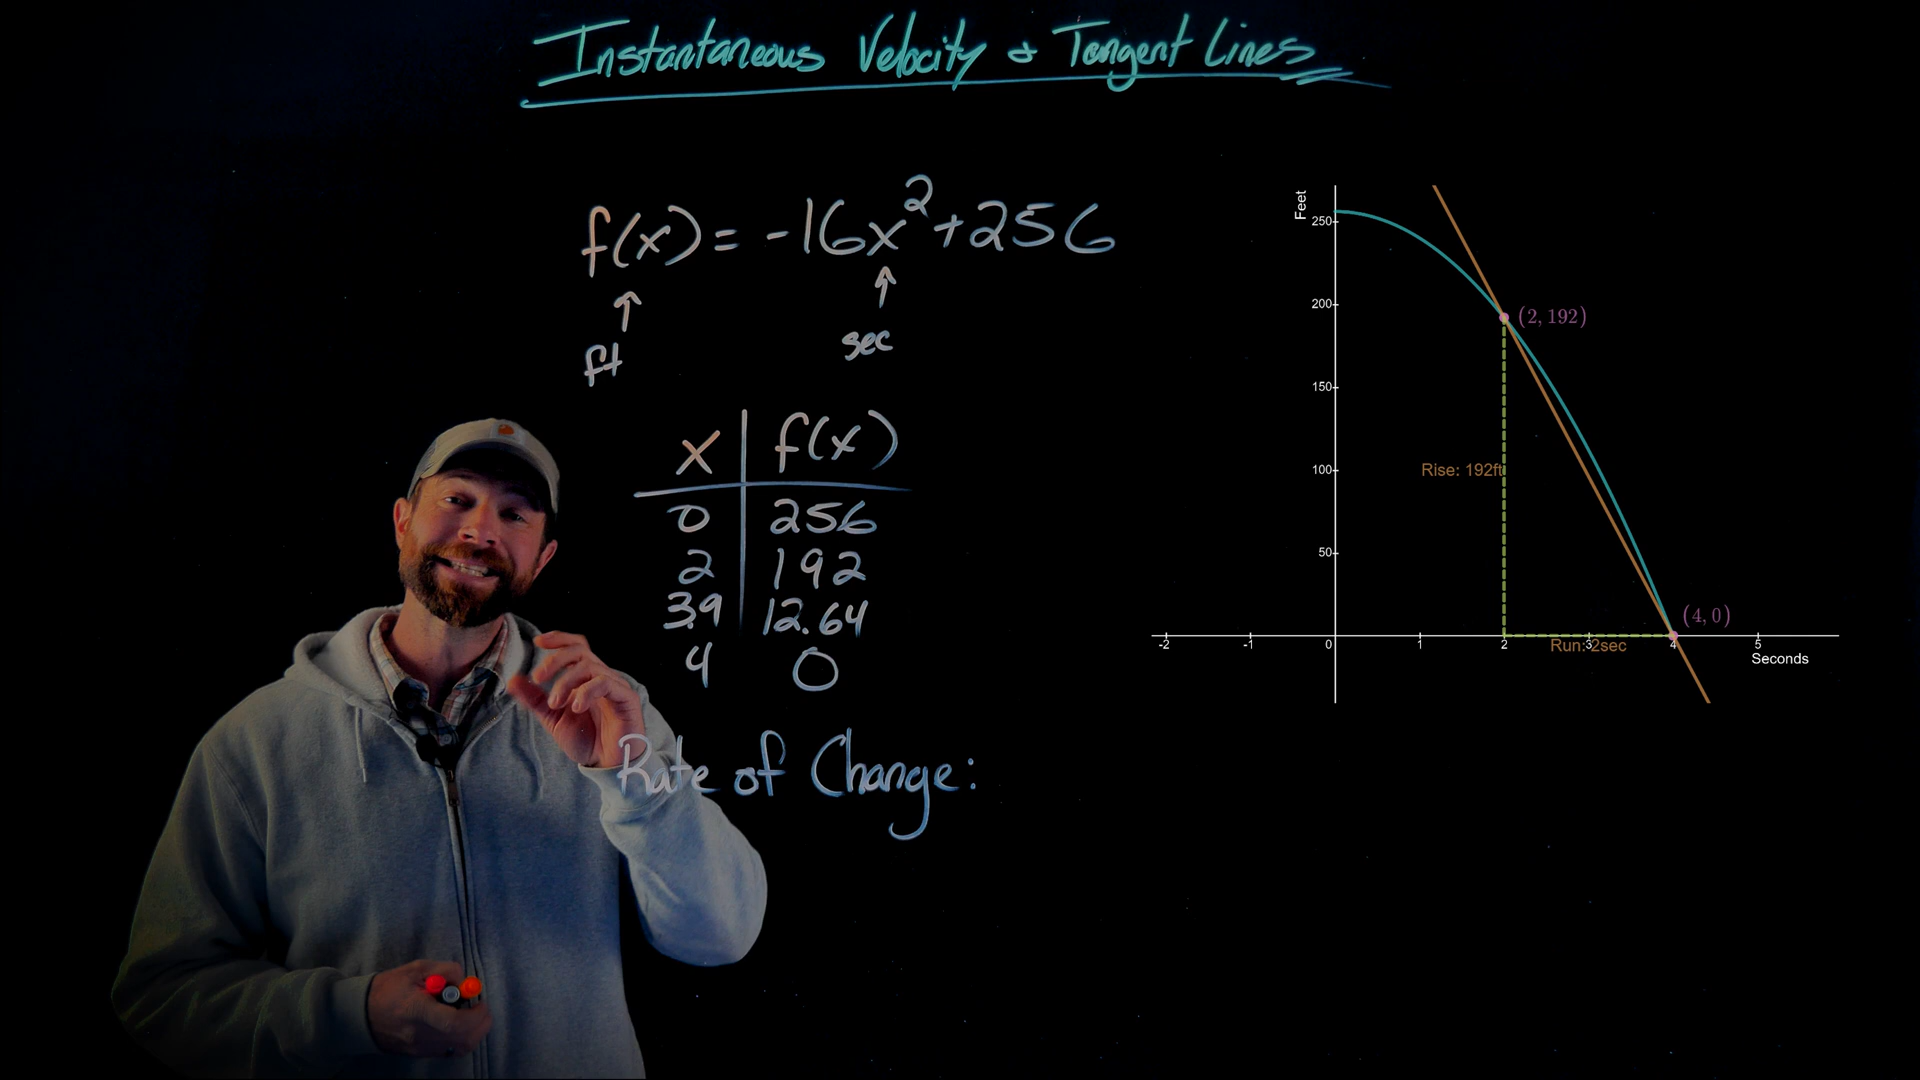 Instantaneous Velocity & Tangent Lines
f(x) = -16x²+256
ft
sec
x f(x)
0 256
2 192
3.9 12.64
4 0
Rate of Change:
Feet
250
200
150
100
50
(2, 192)
Rise: 192ft
(4, 0)
-2 -1 0 1 2 3 4 5
Run: 2sec
Seconds